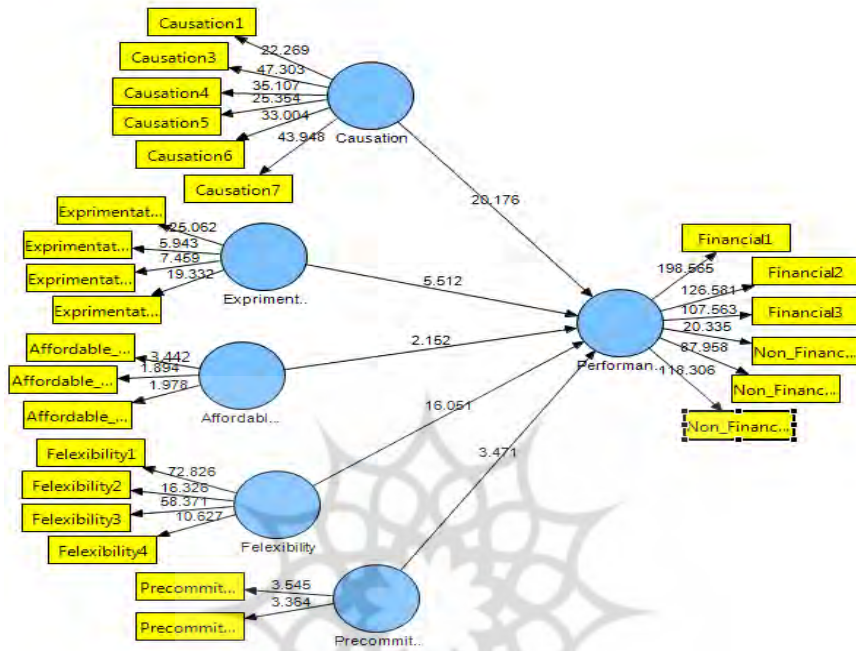 Causation1
22.269
Causation3
47.303
Causation4
35.107
Causation5
25.354
33.004
Causation6
43.948
Causation
Causation7
20.176
Exprimentat...
25.062
Exprimentat...
5.943
Exprimentat...
7.459
19.332
Exprimentat...
Expriment..
5.512
Affordable_...
3.442
Affordable_...
1.894
Affordable_...
1.978
Affordabl...
2.152
Felexibility1
72.826
Felexibility2
16.326
Felexibility3
58.371
10.627
Felexibility4
Felexibility
16.051
Precommit...
3.545
Precommit...
3.364
Precommit..
3.471
Performan..
Financial1
198.565
Financial2
126.581
Financial3
107.563
20.335
Non_Financ...
87.958
Non_Financ...
118.306
Non_Financ...